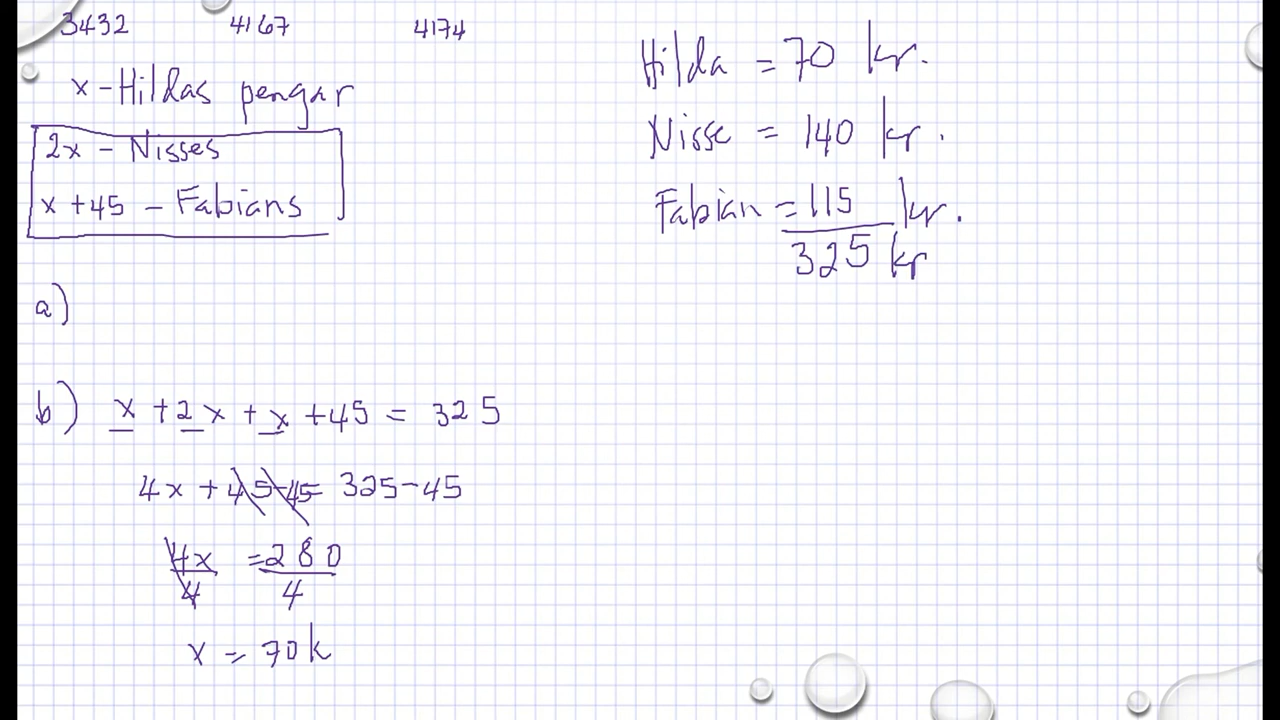 3432 4167 4174
x - Hildas pengar
2x - Nisses
x + 45 - Fabians
a)
b) x + 2x + x + 45 = 325
4x + 45 - 45 = 325 - 45
4x/4 = 280/4
x = 70k
Hilda = 70 kr.
Nisse = 140 kr.
Fabian = 115 kr.
325 kr